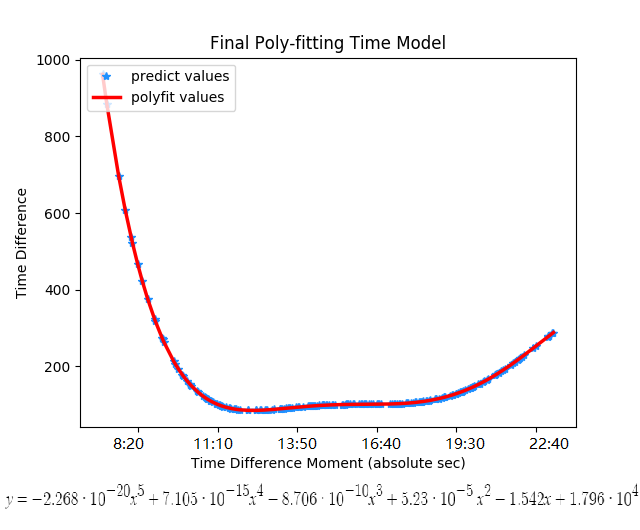 Final Poly-fitting Time Model
predict values
polyfit values
1000
800
600
400
200
Time Difference
8:20 11:10 13:50 16:40 19:30 22:40
Time Difference Moment (absolute sec)
y = −2.268 · 10^−20 x^5 + 7.105 · 10^−15 x^4 − 8.706 · 10^−10 x^3 + 5.23 · 10^−5 x^2 − 1.542x + 1.796 · 10^4